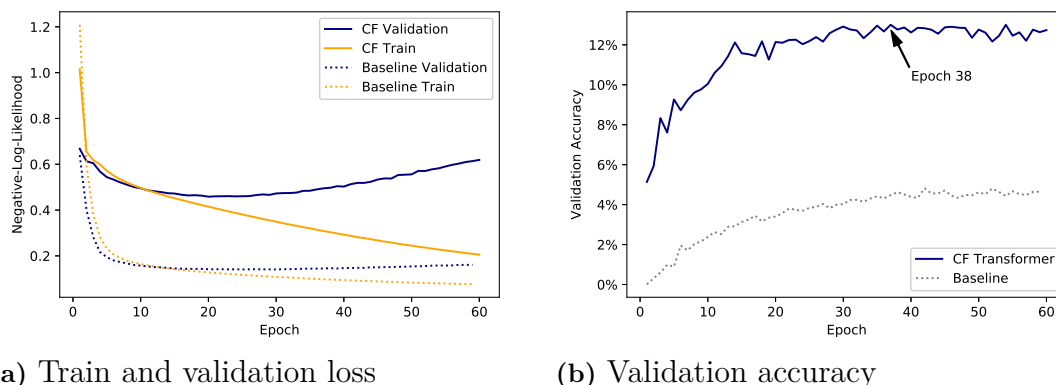 1.2
1.0
0.8
0.6
0.4
0.2
Negative-Log-Likelihood
CF Validation
CF Train
Baseline Validation
Baseline Train
0 10 20 30 40 50 60
Epoch
a) Train and validation loss
12%
10%
8%
6%
4%
2%
0%
Validation Accuracy
Epoch 38
CF Transformer
Baseline
0 10 20 30 40 50 60
Epoch
(b) Validation accuracy